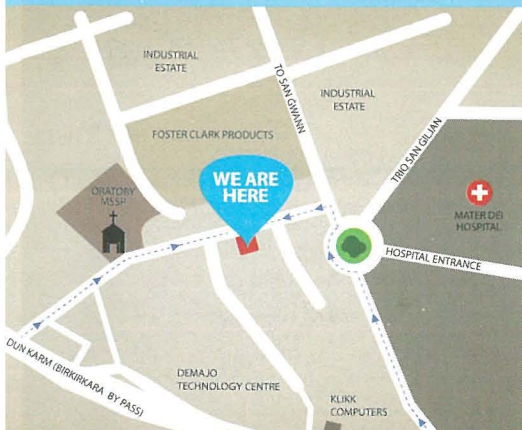 INDUSTRIAL
ESTATE
TO SAN GWANN
INDUSTRIAL
ESTATE
FOSTER CLARK PRODUCTS
TRIQ SAN GILJAN
WE ARE
HERE
ORATORY
MSSP
MATER DEI
HOSPITAL
HOSPITAL ENTRANCE
DUN KARM (BIRKIRKARA BY PASS)
DEMAJO
TECHNOLOGY CENTRE
KLIKK
COMPUTERS